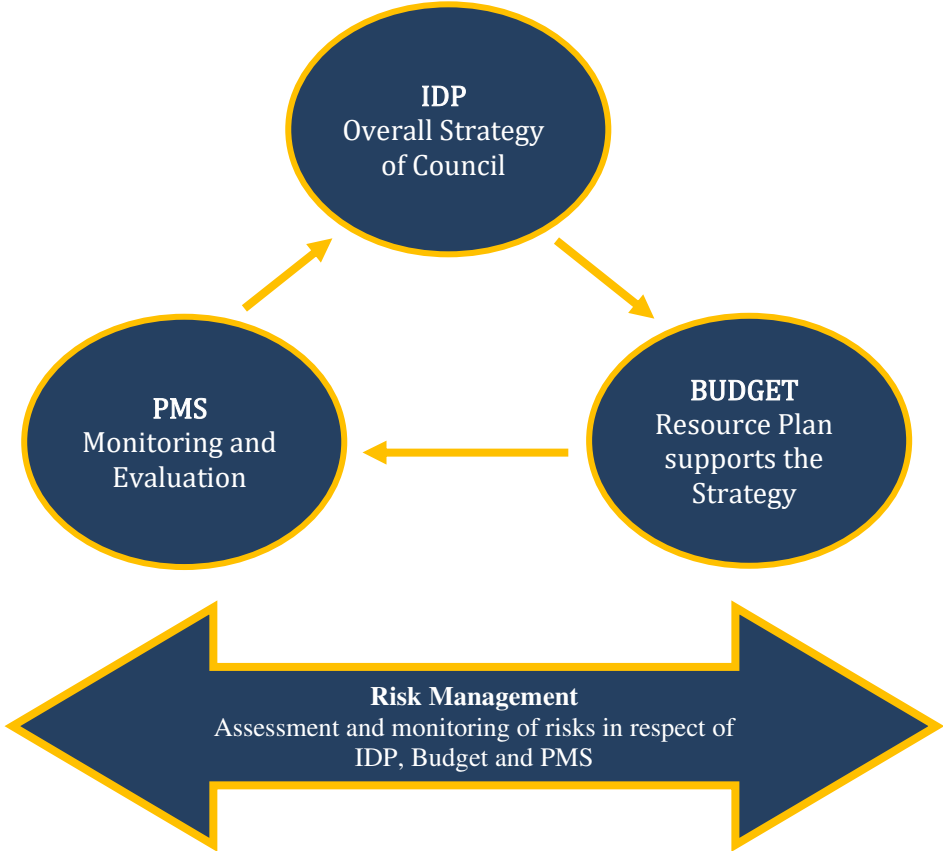 IDP
Overall Strategy
of Council
PMS
Monitoring and
Evaluation
BUDGET
Resource Plan
supports the
Strategy
Risk Management
Assessment and monitoring of risks in respect of
IDP, Budget and PMS